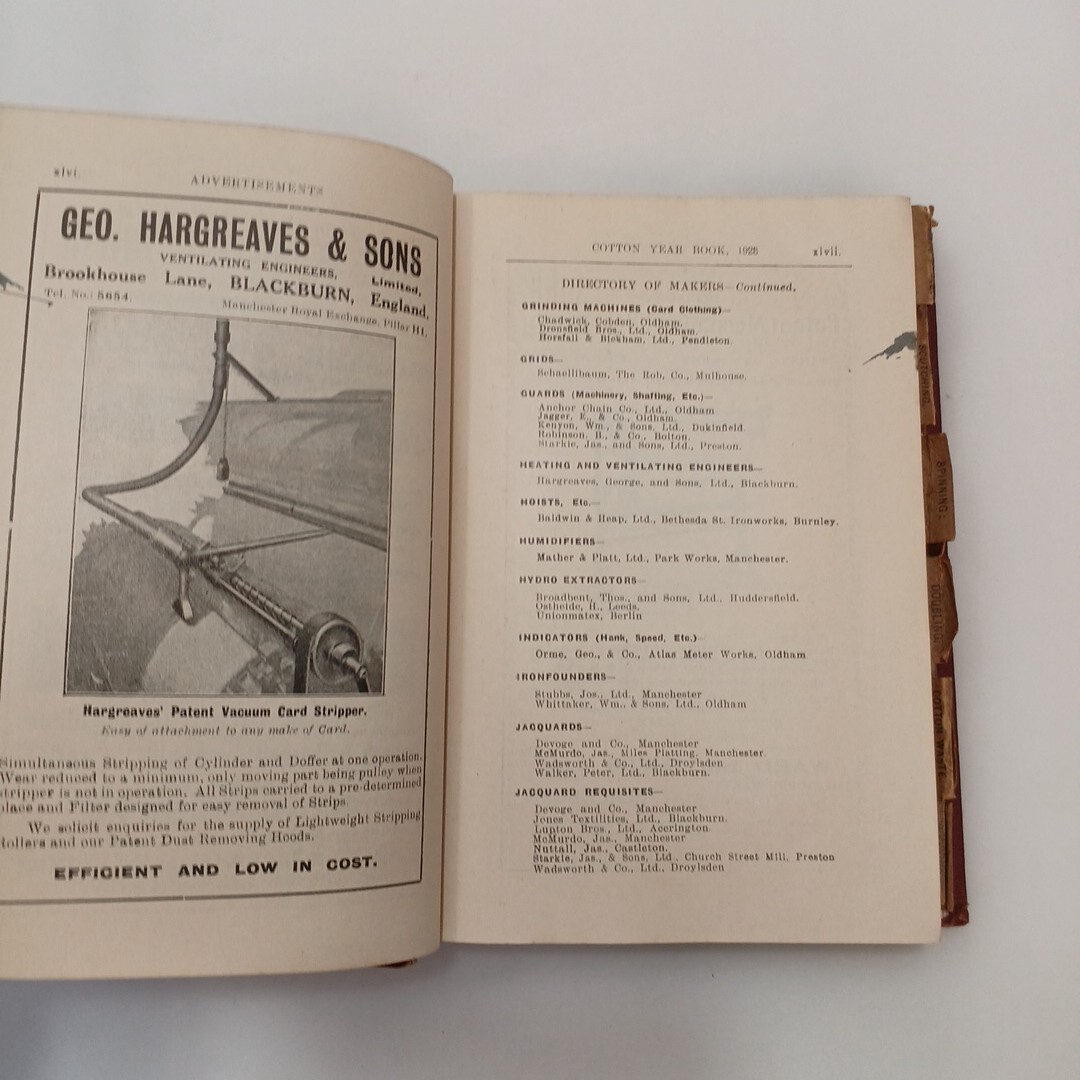 xlvi.
ADVERTISEMENTS
GEO. HARGREAVES & SONS
VENTILATING ENGINEERS, Limited,
Brookhouse Lane, BLACKBURN, England.
Tel. No.: 5654.
Manchester Royal Exchange, Pillar H1.
Hargreaves' Patent Vacuum Card Stripper.
Easy of attachment to any make of Card.
Simultaneous Stripping of Cylinder and Doffer at one operation.
Wear reduced to a minimum, only moving part being pulley when
stripper is not in operation. All Strips carried to a pre-determined
place and Filter designed for easy removal of Strips.
We solicit enquiries for the supply of Lightweight Stripping
Rollers and our Patent Dust Removing Hoods.
EFFICIENT AND LOW IN COST.
COTTON YEAR BOOK, 1928
xlvii.
DIRECTORY OF MAKERS—Continued.
GRINDING MACHINES (Card Clothing)—
Chadwick, Cobden, Oldham.
Dronsfield Bros., Ltd., Oldham.
Horsfall & Bickham, Ltd., Pendleton.
GRIDS—
Schaellibaum, The Rob, Co., Mulhouse.
GUARDS (Machinery, Shafting, Etc.)—
Anchor Chain Co., Ltd., Oldham
Jagger, E. & Co., Oldham.
Kenyon, Wm., & Sons, Ltd., Dukinfield.
Robinson, B., & Co., Bolton.
Starkie, Jas., and Sons, Ltd., Preston.
HEATING AND VENTILATING ENGINEERS—
Hargreaves, George, and Sons, Ltd., Blackburn.
HOISTS, Etc.—
Baldwin & Heap, Ltd., Bethesda St. Ironworks, Burnley.
HUMIDIFIERS—
Mather & Platt, Ltd., Park Works, Manchester.
HYDRO EXTRACTORS—
Broadbent, Thos., and Sons, Ltd., Huddersfield.
Ostheide, H., Leeds.
Unionmatex, Berlin
INDICATORS (Hank, Speed, Etc.)—
Orme, Geo., & Co., Atlas Meter Works, Oldham
IRONFOUNDERS—
Stubbs, Jos., Ltd., Manchester
Whittaker, Wm., & Sons, Ltd., Oldham
JACQUARDS—
Devoge and Co., Manchester
McMurdo, Jas., Miles Platting, Manchester.
Wadsworth & Co., Ltd., Droylsden
Walker, Peter, Ltd., Blackburn.
JACQUARD REQUISITES—
Devoge and Co., Manchester
Jones Textilities, Ltd., Blackburn.
Lupton Bros., Ltd., Accrington.
McMurdo, Jas., Manchester
Nuttall, Jas., Castleton.
Starkie, Jas., & Sons, Ltd., Church Street Mill, Preston
Wadsworth & Co., Ltd., Droylsden
SCUTCHING.
SPINNING.
DOUBLING.
COTTON WASTE